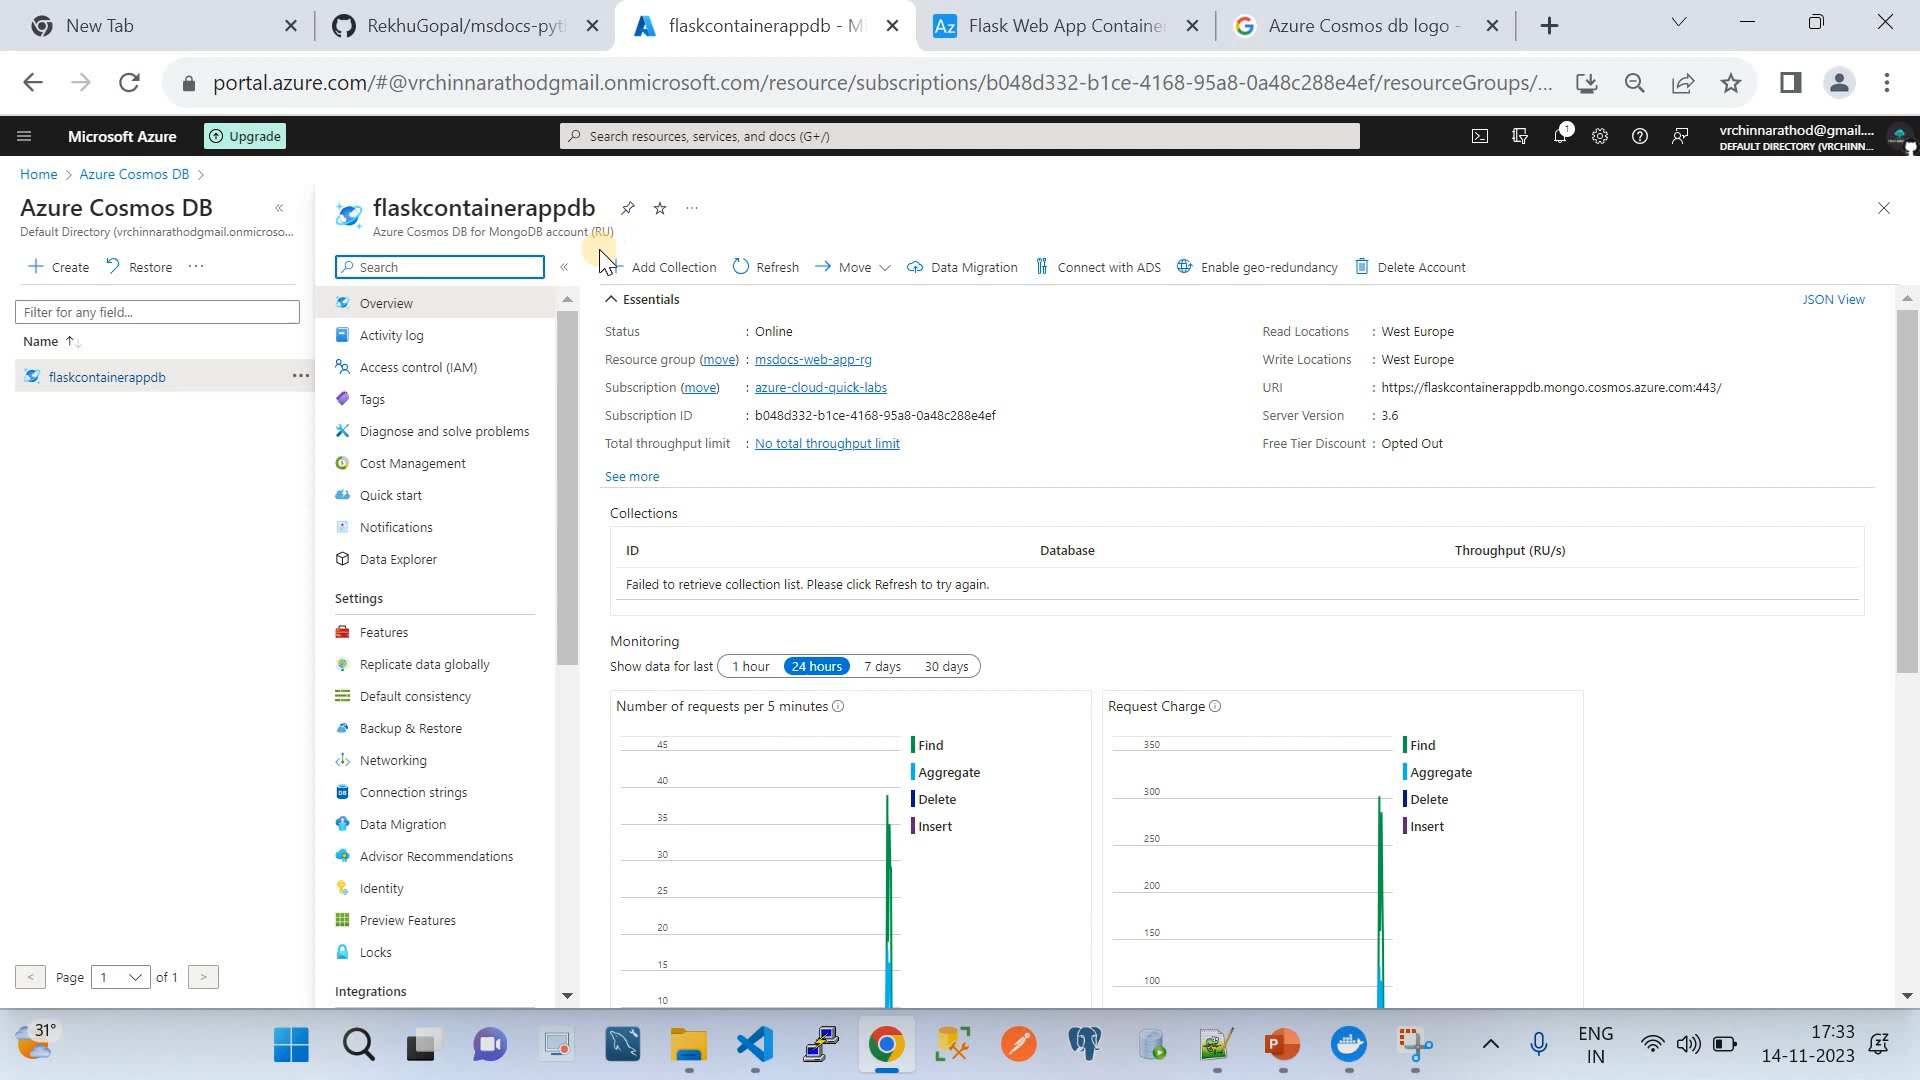 New Tab
RekhuGopal/msdocs-pyt
flaskcontainerappdb - Mi
Flask Web App Container
Azure Cosmos db logo -
portal.azure.com/#@vrchinnarathodgmail.onmicrosoft.com/resource/subscriptions/b048d332-b1ce-4168-95a8-0a48c288e4ef/resourceGroups/...
Microsoft Azure
Upgrade
Search resources, services, and docs (G+/)
1
vrchinnarathod@gmail....
DEFAULT DIRECTORY (VRCHINN...
Home > Azure Cosmos DB >
Azure Cosmos DB
Default Directory (vrchinnarathodgmail.onmicroso...
Create
Restore
Filter for any field...
Name
flaskcontainerappdb
Page 1 of 1
flaskcontainerappdb
Azure Cosmos DB for MongoDB account (RU)
Search
Overview
Activity log
Access control (IAM)
Tags
Diagnose and solve problems
Cost Management
Quick start
Notifications
Data Explorer
Settings
Features
Replicate data globally
Default consistency
Backup & Restore
Networking
Connection strings
Data Migration
Advisor Recommendations
Identity
Preview Features
Locks
Integrations
Add Collection
Refresh
Move
Data Migration
Connect with ADS
Enable geo-redundancy
Delete Account
Essentials
JSON View
Status : Online
Resource group (move) : msdocs-web-app-rg
Subscription (move) : azure-cloud-quick-labs
Subscription ID : b048d332-b1ce-4168-95a8-0a48c288e4ef
Total throughput limit : No total throughput limit
See more
Read Locations : West Europe
Write Locations : West Europe
URI : https://flaskcontainerappdb.mongo.cosmos.azure.com:443/
Server Version : 3.6
Free Tier Discount : Opted Out
Collections
ID Database Throughput (RU/s)
Failed to retrieve collection list. Please click Refresh to try again.
Monitoring
Show data for last 1 hour 24 hours 7 days 30 days
Number of requests per 5 minutes
45
40
35
30
25
20
15
10
Find
Aggregate
Delete
Insert
Request Charge
350
300
250
200
150
100
Find
Aggregate
Delete
Insert
31°
ENG
IN
17:33
14-11-2023